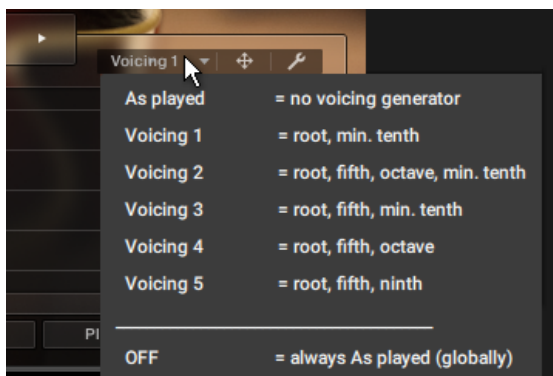 Voicing 1
As played = no voicing generator
Voicing 1 = root, min. tenth
Voicing 2 = root, fifth, octave, min. tenth
Voicing 3 = root, fifth, min. tenth
Voicing 4 = root, fifth, octave
Voicing 5 = root, fifth, ninth
Pl
OFF = always As played (globally)